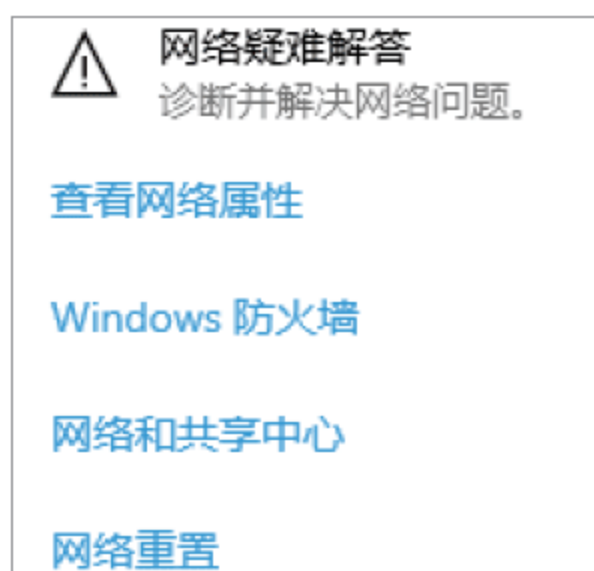 网络疑难解答
诊断并解决网络问题。
查看网络属性
Windows 防火墙
网络和共享中心
网络重置